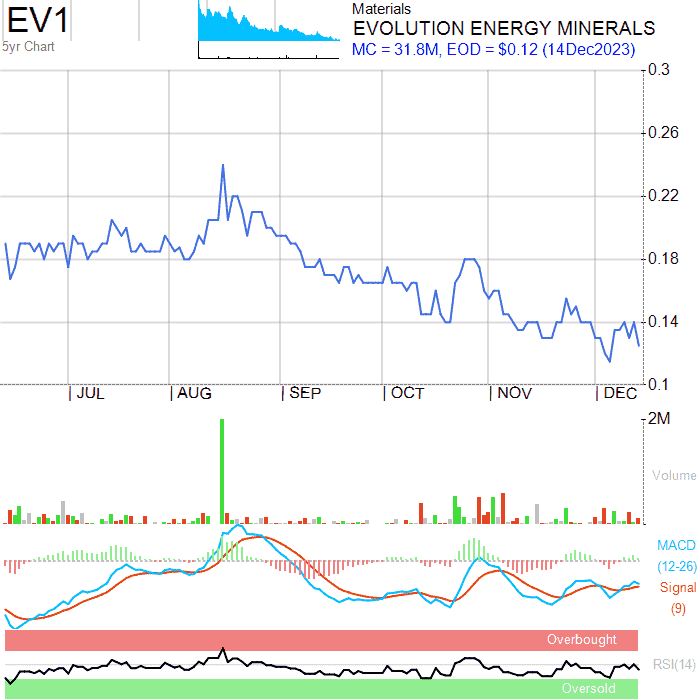 EV1
5yr Chart
Materials
EVOLUTION ENERGY MINERALS
MC = 31.8M, EOD = $0.12 (14Dec2023)
0.3
0.26
0.22
0.18
0.14
0.1
JUL AUG SEP OCT NOV DEC
2M
Volume
MACD
(12-26)
Signal
(9)
Overbought
RSI(14)
Oversold